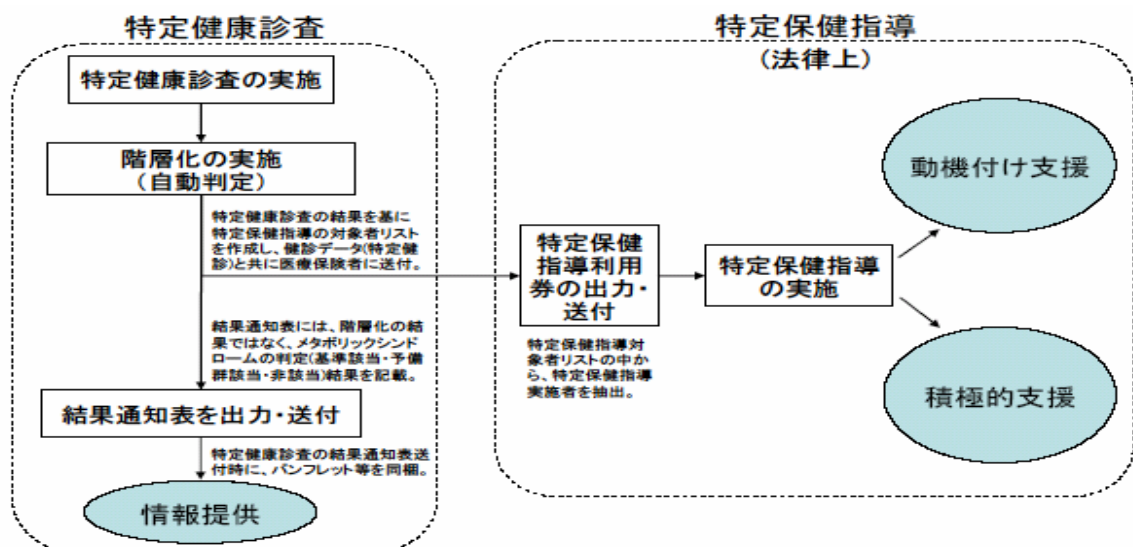 特定健康診査
特定健康診査の実施
階層化の実施
(自動判定)
特定健康診査の結果を基に
特定保健指導の対象者リスト
を作成し、健診データ(特定健
診)と共に医療保険者に送付。
結果通知表には、階層化の結
果ではなく、メタボリックシンド
ロームの判定(基準該当・予備
群該当・非該当)結果を記載。
結果通知表を出力・送付
特定健康診査の結果通知表送
付時に、パンフレット等を同梱。
情報提供
特定保健指導
(法律上)
特定保健
指導利用
券の出力・
送付
特定保健指導対
象者リストの中か
ら、特定保健指導
実施者を抽出。
特定保健指導
の実施
動機付け支援
積極的支援